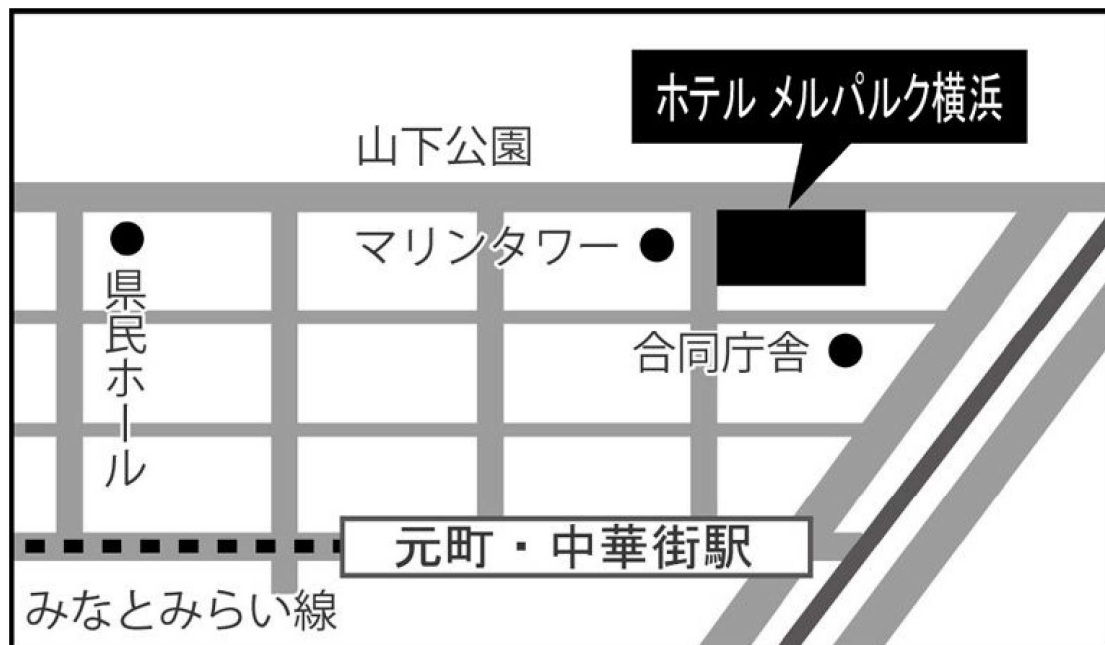 ホテル メルパルク横浜
山下公園
マリンタワー
県民ホール
合同庁舎
元町・中華街駅
みなとみらい線